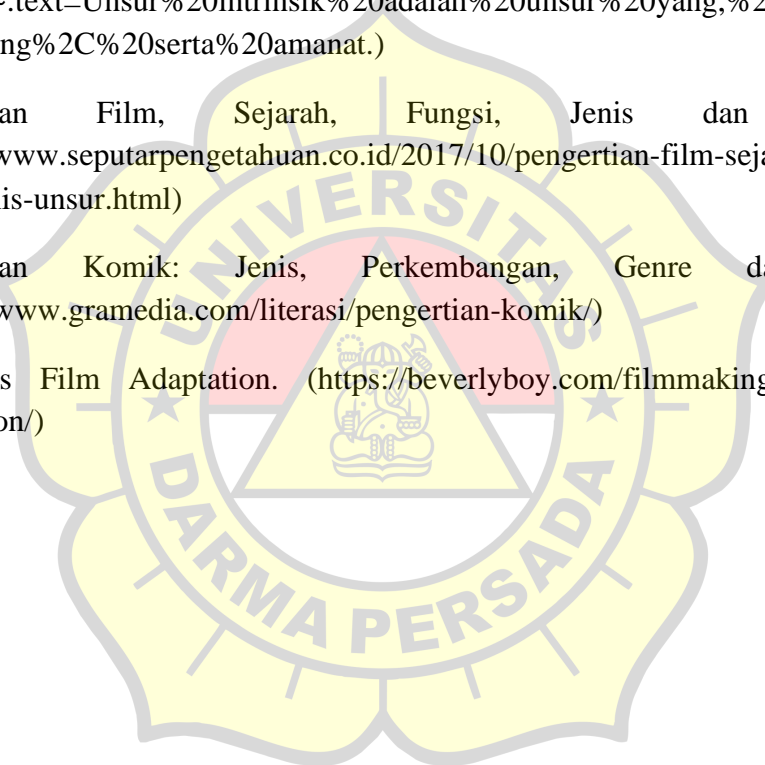 ~:text=Unsur%20intrinsik%20adalah%20unsur%20yang,%2
ng%2C%20serta%20amanat.)
an Film, Sejarah, Fungsi, Jenis dan
www.seputarpengetahuan.co.id/2017/10/pengertian-film-seja
is-unsur.html)
an Komik: Jenis, Perkembangan, Genre da
www.gramedia.com/literasi/pengertian-komik/)
s Film Adaptation. (https://beverlyboy.com/filmmaking
on/)
UNIVERSITAS
DARMA PERSADA